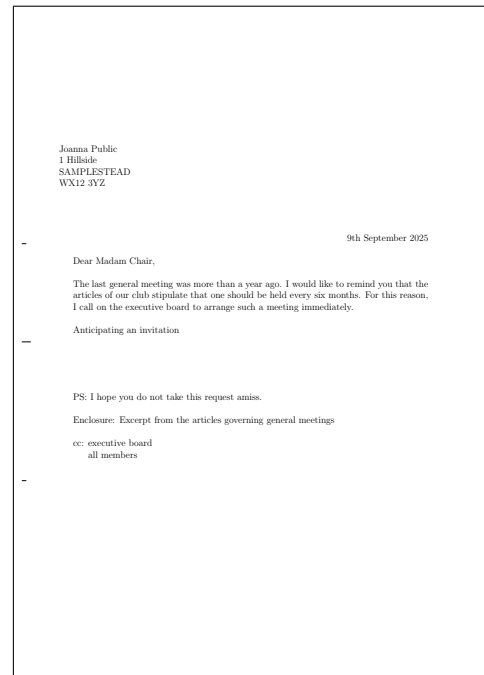 Joanna Public
1 Hillside
SAMPLESTEAD
WX12 3YZ
9th September 2025
Dear Madam Chair,
The last general meeting was more than a year ago. I would like to remind you that the
articles of our club stipulate that one should be held every six months. For this reason,
I call on the executive board to arrange such a meeting immediately.
Anticipating an invitation
PS: I hope you do not take this request amiss.
Enclosure: Excerpt from the articles governing general meetings
cc: executive board
all members